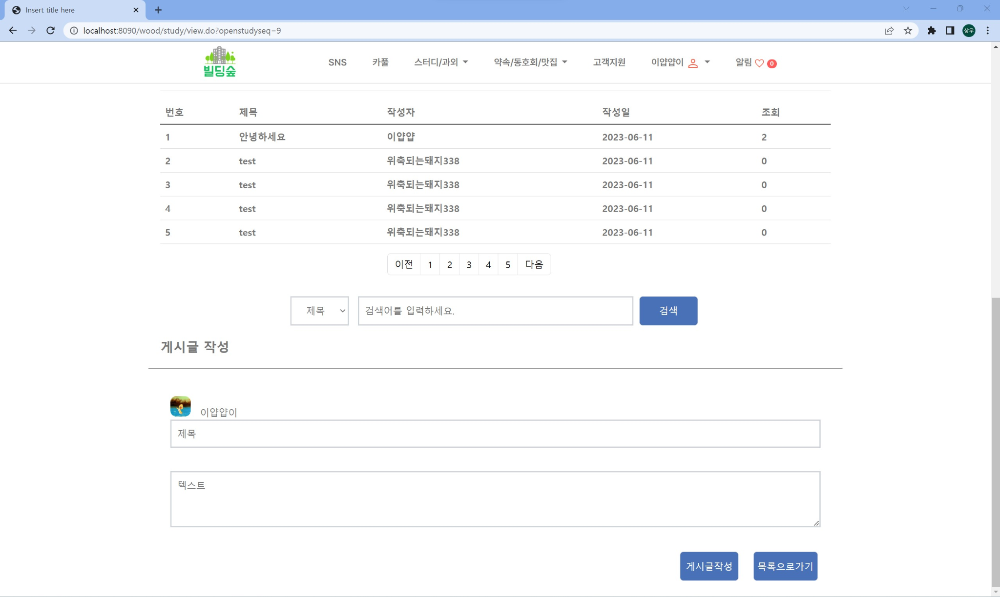 Insert title here
localhost:8090/wood/study/view.do?openstudyseq=9
상우
빌딩숲
SNS 카풀 스터디/과외 약속/동호회/맛집 고객지원 이얍얍이 알림 0
번호 제목 작성자 작성일 조회
1 안녕하세요 이얍얍 2023-06-11 2
2 test 위축되는돼지338 2023-06-11 0
3 test 위축되는돼지338 2023-06-11 0
4 test 위축되는돼지338 2023-06-11 0
5 test 위축되는돼지338 2023-06-11 0
이전 1 2 3 4 5 다음
제목 검색어를 입력하세요. 검색
게시글 작성
이얍얍이
제목
텍스트
게시글작성 목록으로가기